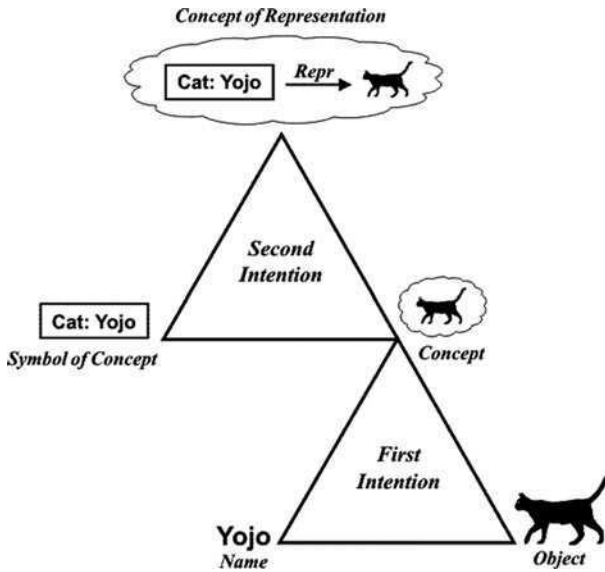 Concept of Representation
Cat: Yojo
Repr
Second
Intention
Cat: Yojo
Symbol of Concept
Concept
First
Intention
Yojo
Name
Object